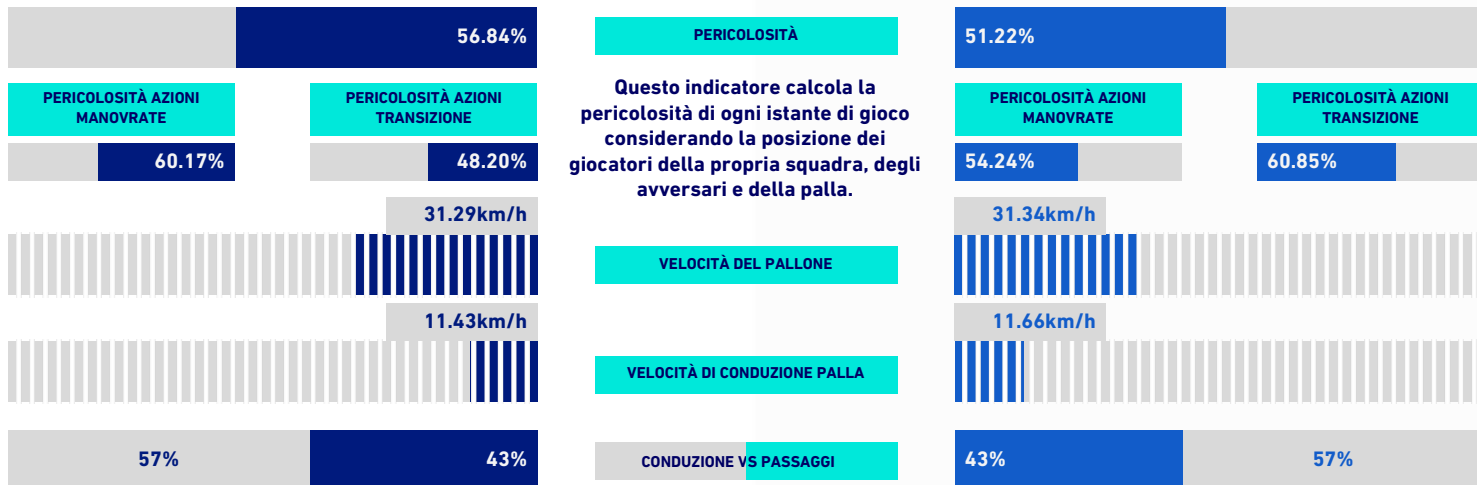 56.84%
PERICOLOSITÀ
51.22%
PERICOLOSITÀ AZIONI
MANOVRATE
PERICOLOSITÀ AZIONI
TRANSIZIONE
60.17%
48.20%
Questo indicatore calcola la
pericolosità di ogni istante di gioco
considerando la posizione dei
giocatori della propria squadra, degli
avversari e della palla.
PERICOLOSITÀ AZIONI
MANOVRATE
PERICOLOSITÀ AZIONI
TRANSIZIONE
54.24%
60.85%
31.29km/h
VELOCITÀ DEL PALLONE
31.34km/h
11.43km/h
VELOCITÀ DI CONDUZIONE PALLA
11.66km/h
57%
43%
CONDUZIONE VS PASSAGGI
43%
57%